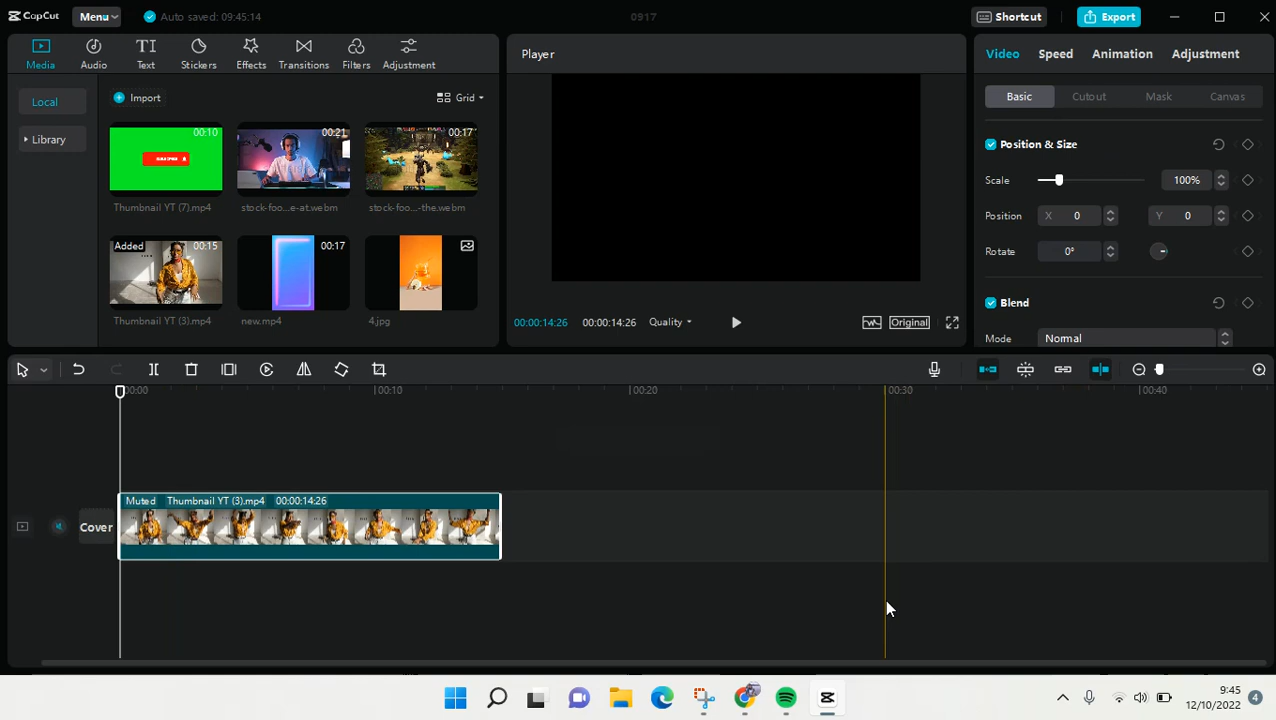 CapCut Menu Auto saved: 09:45:14 0917 Shortcut Export
Media Audio Text Stickers Effects Transitions Filters Adjustment
Player
Video Speed Animation Adjustment
Local
Library
Import Grid
Basic Cutout Mask Canvas
00:10 00:21 00:17
Thumbnail YT (7).mp4 stock-foo...e-at.webm stock-foo...-the.webm
Added 00:15 00:17
Thumbnail YT (3).mp4 new.mp4 4.jpg
Position & Size
Scale 100%
Position X 0 Y 0
Rotate 0°
Blend
Mode Normal
00:00:14:26 00:00:14:26 Quality Original
00:00 00:10 00:20 00:30 00:40
Muted Thumbnail YT (3).mp4 00:00:14:26
Cover
9:45
12/10/2022 4